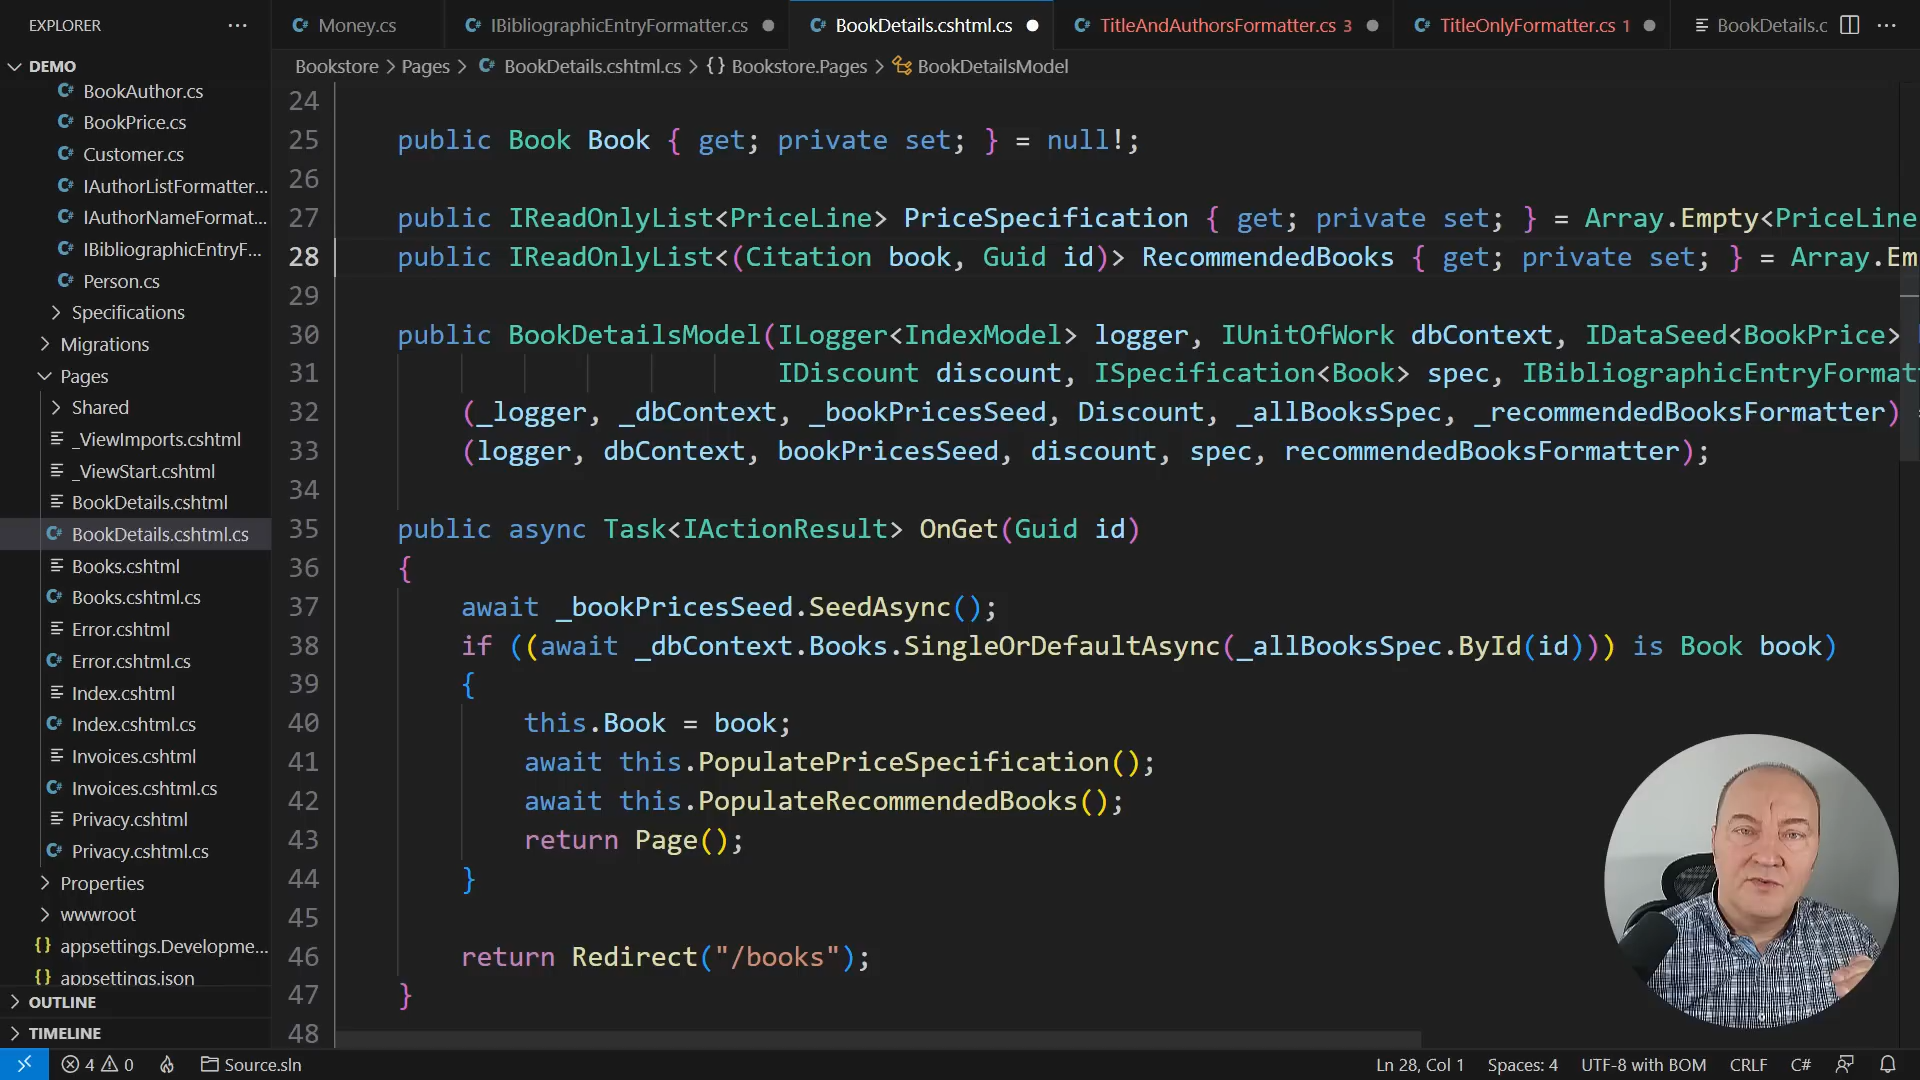 EXPLORER
Money.cs
IBibliographicEntryFormatter.cs
BookDetails.cshtml.cs
TitleAndAuthorsFormatter.cs 3
TitleOnlyFormatter.cs 1
BookDetails.c
DEMO
Bookstore > Pages > BookDetails.cshtml.cs > {} Bookstore.Pages > BookDetailsModel
BookAuthor.cs
BookPrice.cs
Customer.cs
IAuthorListFormatter...
IAuthorNameFormat...
IBibliographicEntryF...
Person.cs
Specifications
Migrations
Pages
Shared
_ViewImports.cshtml
_ViewStart.cshtml
BookDetails.cshtml
BookDetails.cshtml.cs
Books.cshtml
Books.cshtml.cs
Error.cshtml
Error.cshtml.cs
Index.cshtml
Index.cshtml.cs
Invoices.cshtml
Invoices.cshtml.cs
Privacy.cshtml
Privacy.cshtml.cs
Properties
wwwroot
{} appsettings.Developme...
{} appsettings.json
OUTLINE
TIMELINE
24
25 public Book Book { get; private set; } = null!;
26
27 public IReadOnlyList<PriceLine> PriceSpecification { get; private set; } = Array.Empty<PriceLine
28 public IReadOnlyList<(Citation book, Guid id)> RecommendedBooks { get; private set; } = Array.Em
29
30 public BookDetailsModel(ILogger<IndexModel> logger, IUnitOfWork dbContext, IDataSeed<BookPrice>
31 IDiscount discount, ISpecification<Book> spec, IBibliographicEntryFormat
32 (_logger, _dbContext, _bookPricesSeed, Discount, _allBooksSpec, _recommendedBooksFormatter) =
33 (logger, dbContext, bookPricesSeed, discount, spec, recommendedBooksFormatter);
34
35 public async Task<IActionResult> OnGet(Guid id)
36 {
37 await _bookPricesSeed.SeedAsync();
38 if ((await _dbContext.Books.SingleOrDefaultAsync(_allBooksSpec.ById(id))) is Book book)
39 {
40 this.Book = book;
41 await this.PopulatePriceSpecification();
42 await this.PopulateRecommendedBooks();
43 return Page();
44 }
45
46 return Redirect("/books");
47 }
48
4 0 Source.sln
Ln 28, Col 1 Spaces: 4 UTF-8 with BOM CRLF C#